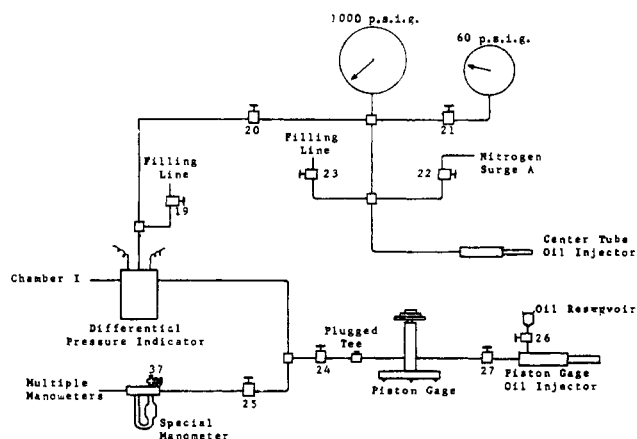 1000 p.s.i.g.
60 p.s.i.g.
20
21
Filling
Line
23
22
Nitrogen
Surge A
Filling
Line
19
Center Tube
Oil Injector
Chamber I
Differential
Pressure Indicator
Oil Reservoir
Plugged
Tee
26
24
27
Piston Gage
Piston Gage
Oil Injector
37
Multiple
Manometers
25
Special
Manometer